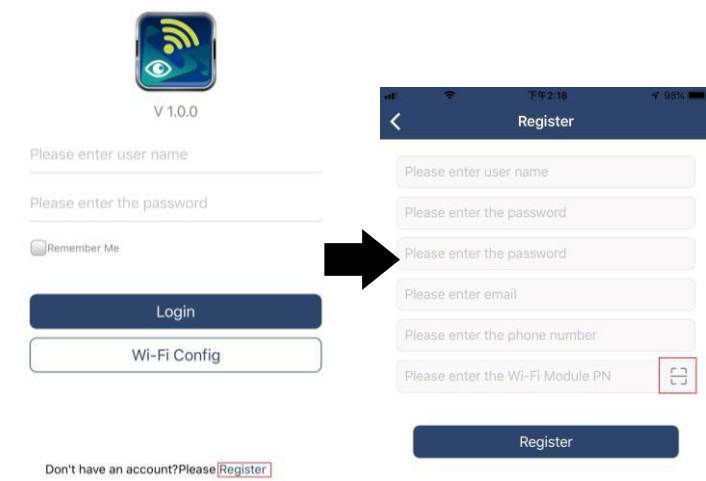 V 1.0.0
Please enter user name
Please enter the password
Remember Me
Login
Wi-Fi Config
Don't have an account?Please Register
下午2:18
98%
Register
Please enter user name
Please enter the password
Please enter the password
Please enter email
Please enter the phone number
Please enter the Wi-Fi Module PN
Register